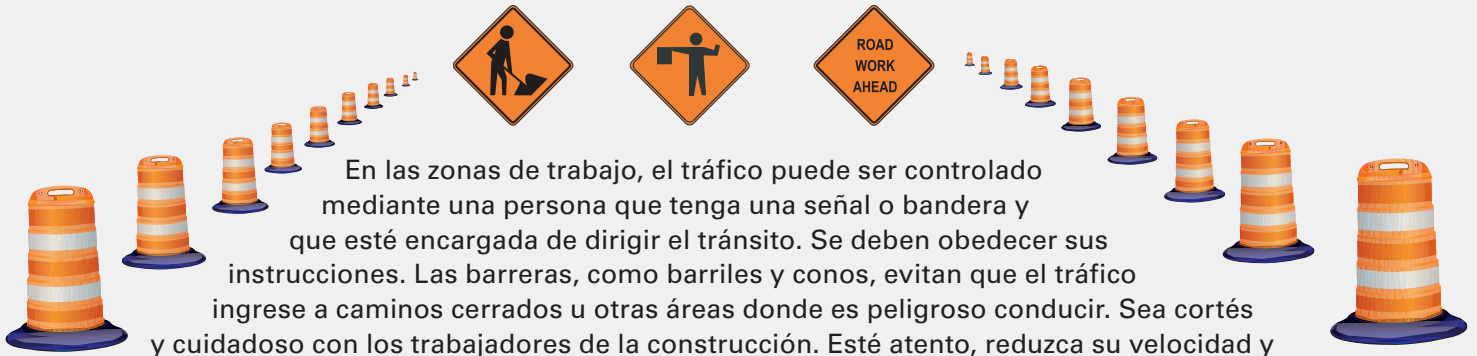 ROAD
WORK
AHEAD
En las zonas de trabajo, el tráfico puede ser controlado
mediante una persona que tenga una señal o bandera y
que esté encargada de dirigir el tránsito. Se deben obedecer sus
instrucciones. Las barreras, como barriles y conos, evitan que el tráfico
ingrese a caminos cerrados u otras áreas donde es peligroso conducir. Sea cortés
y cuidadoso con los trabajadores de la construcción. Esté atento, reduzca su velocidad y